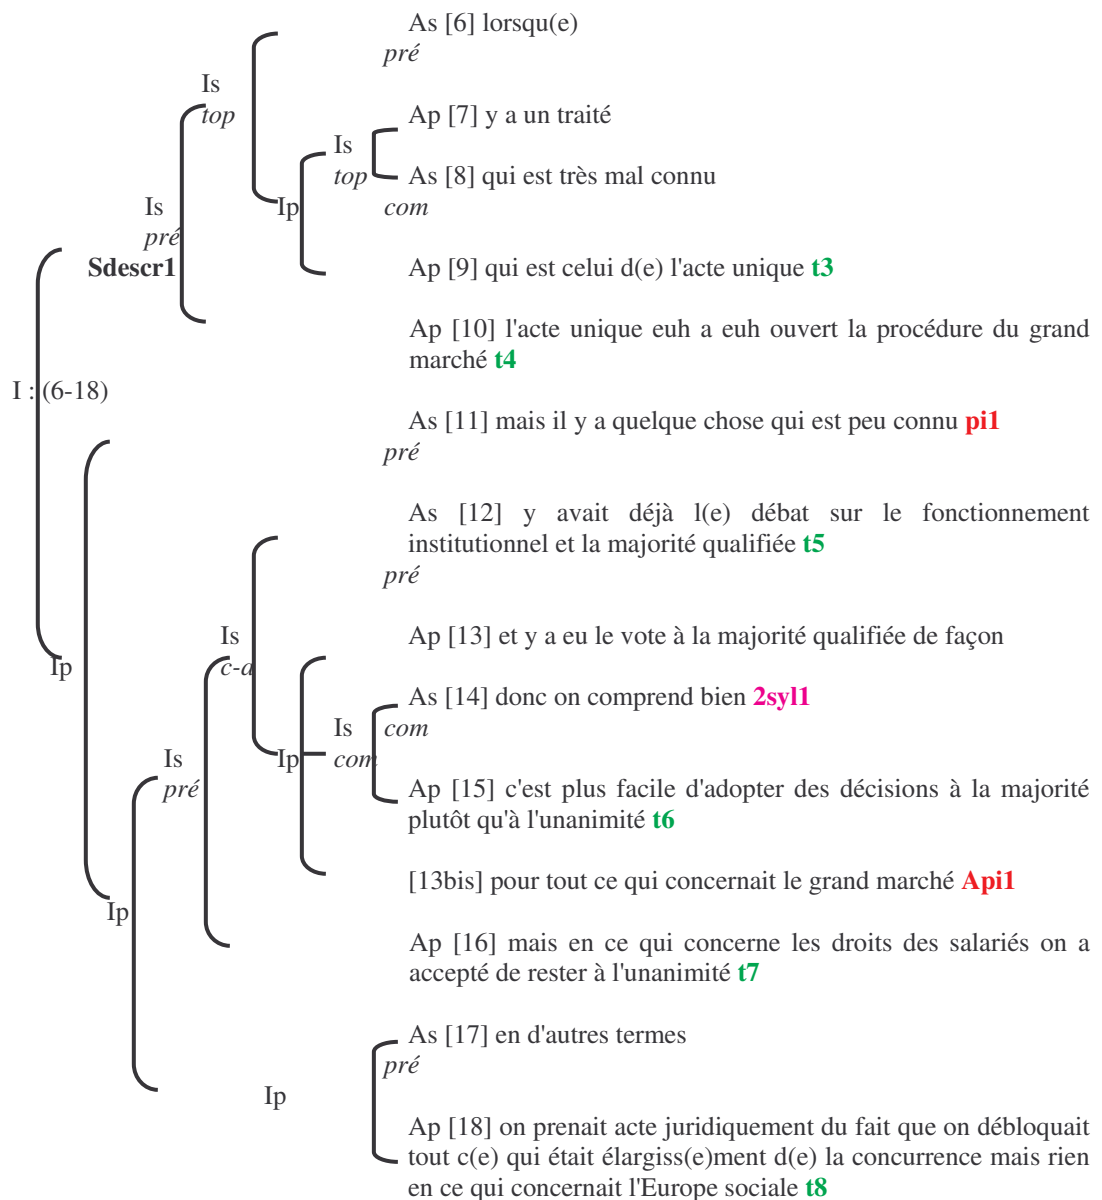 As [6] lorsqu(e)
pré
Is
top
Ap [7] y a un traité
Is
top
As [8] qui est très mal connu
com
Is
pré
Ip
Sdescr1
Ap [9] qui est celui d(e) l'acte unique t3
Ap [10] l'acte unique euh a euh ouvert la procédure du grand
marché t4
I : (6-18)
As [11] mais il y a quelque chose qui est peu connu pi1
pré
As [12] y avait déjà l(e) débat sur le fonctionnement
institutionnel et la majorité qualifiée t5
pré
Is
c-a
Ap [13] et y a eu le vote à la majorité qualifiée de façon
Ip
As [14] donc on comprend bien 2syl1
com
Is
com
Ip
Is
pré
Ap [15] c'est plus facile d'adopter des décisions à la majorité
plutôt qu'à l'unanimité t6
[13bis] pour tout ce qui concernait le grand marché Api1
Ip
Ap [16] mais en ce qui concerne les droits des salariés on a
accepté de rester à l'unanimité t7
As [17] en d'autres termes
pré
Ip
Ap [18] on prenait acte juridiquement du fait que on débloquait
tout c(e) qui était élargiss(e)ment d(e) la concurrence mais rien
en ce qui concernait l'Europe sociale t8